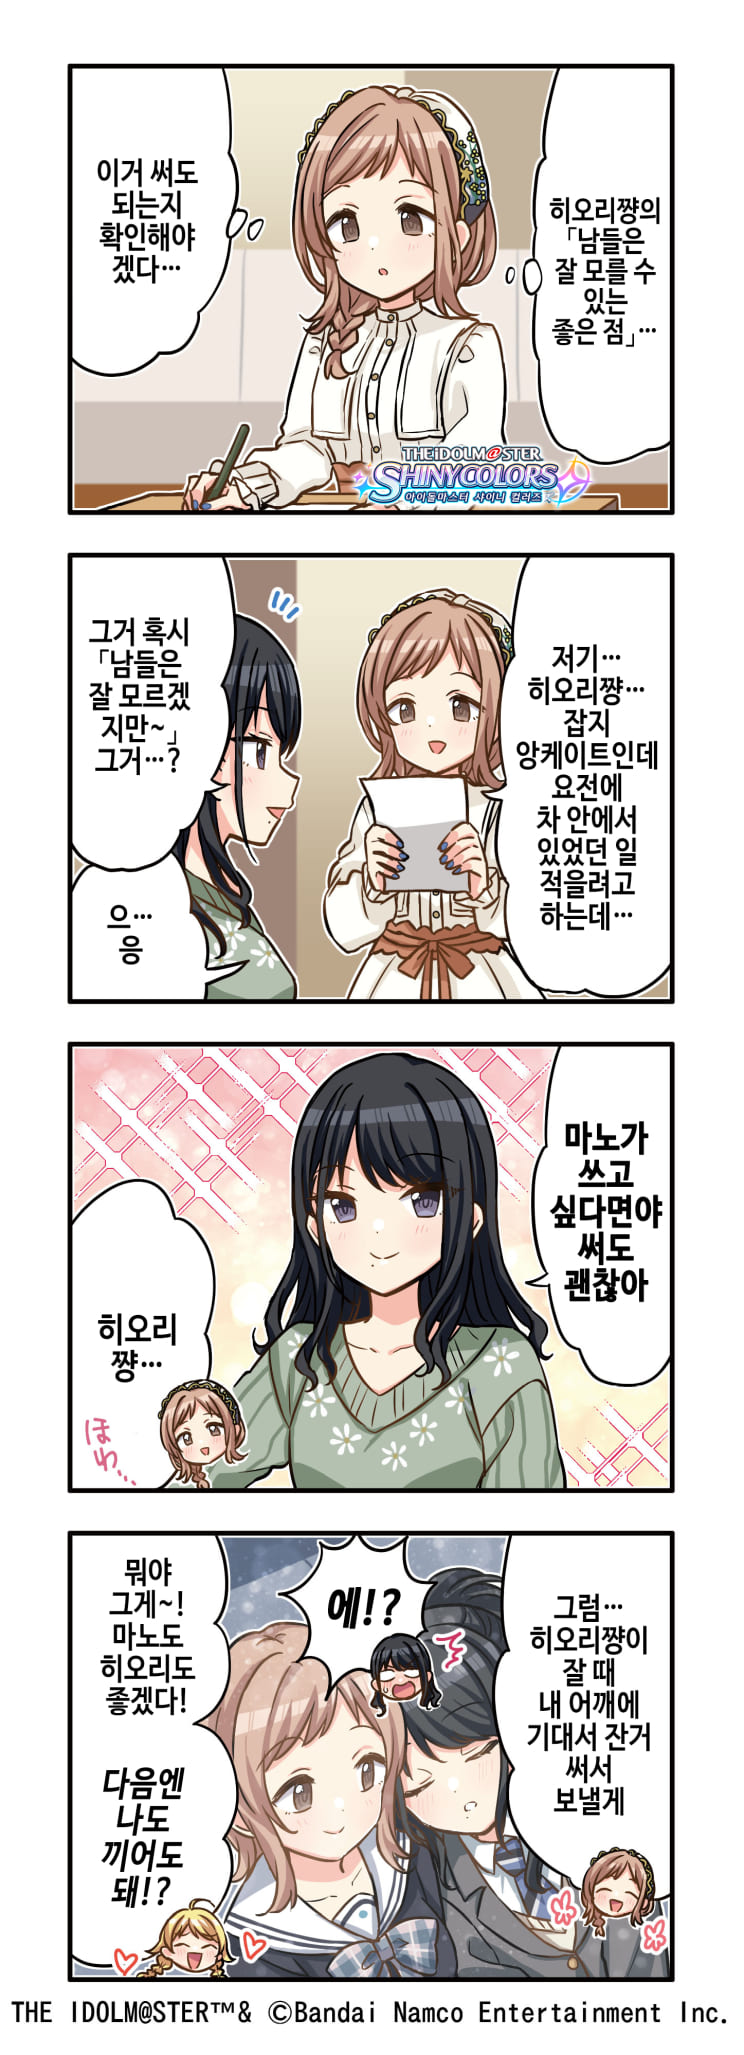 히오리쨩의
「남들은
잘 모를 수
있는
좋은 점」…
이거 써도
되는지
확인해야
겠다…
THE iDOLM@STER
SHINYCOLORS
아이돌마스터 샤이니 컬러즈
저기…
히오리쨩…
잡지
앙케이트인데
요전에
차 안에서
있었던 일
적을려고
하는데…
그거 혹시
「남들은
잘 모르겠
지만~」
그거…?
으…
응
마노가
쓰고
싶다면야
써도
괜찮아
히오리
쨩…
ほわ…
그럼…
히오리쨩이
잘 때
내 어깨에
기대서 잔거
써서
보낼게
에!?
뭐야
그게~!
마노도
히오리도
좋겠다!
다음엔
나도
끼어도
돼!?
THE IDOLM@STER™& ©Bandai Namco Entertainment Inc.